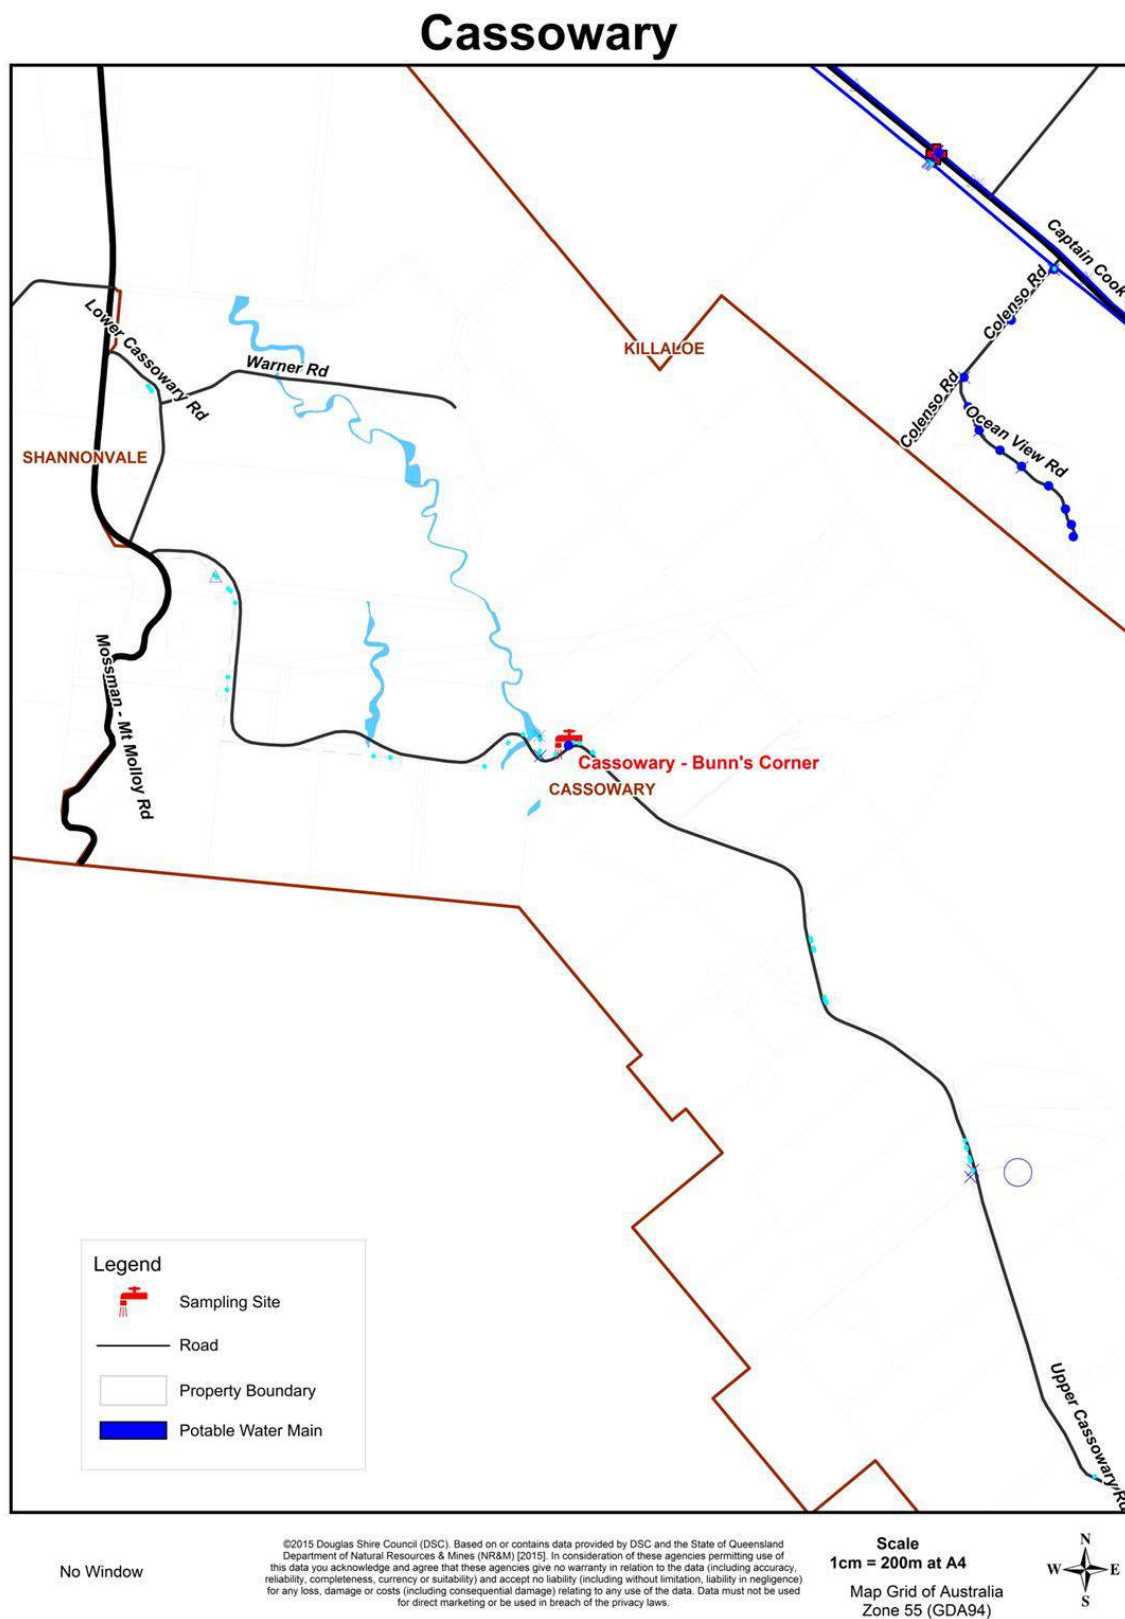 Cassowary
Captain Cook
Colenso Rd
Lower Cassowary Rd
KILLALOE
Warner Rd
Colenso Rd
Ocean View Rd
SHANNONVALE
Mossman - Mt Molloy Rd
Cassowary - Bunn's Corner
CASSOWARY
Upper Cassowary Rd
Legend
Sampling Site
Road
Property Boundary
Potable Water Main
No Window
©2015 Douglas Shire Council (DSC). Based on or contains data provided by DSC and the State of Queensland
Department of Natural Resources & Mines (NR&M) [2015]. In consideration of these agencies permitting use of
this data you acknowledge and agree that these agencies give no warranty in relation to the data (including accuracy,
reliability, completeness, currency or suitability) and accept no liability (including without limitation, liability in negligence)
for any loss, damage or costs (including consequential damage) relating to any use of the data. Data must not be used
for direct marketing or be used in breach of the privacy laws.
Scale
1cm = 200m at A4
Map Grid of Australia
Zone 55 (GDA94)
N
W E
S